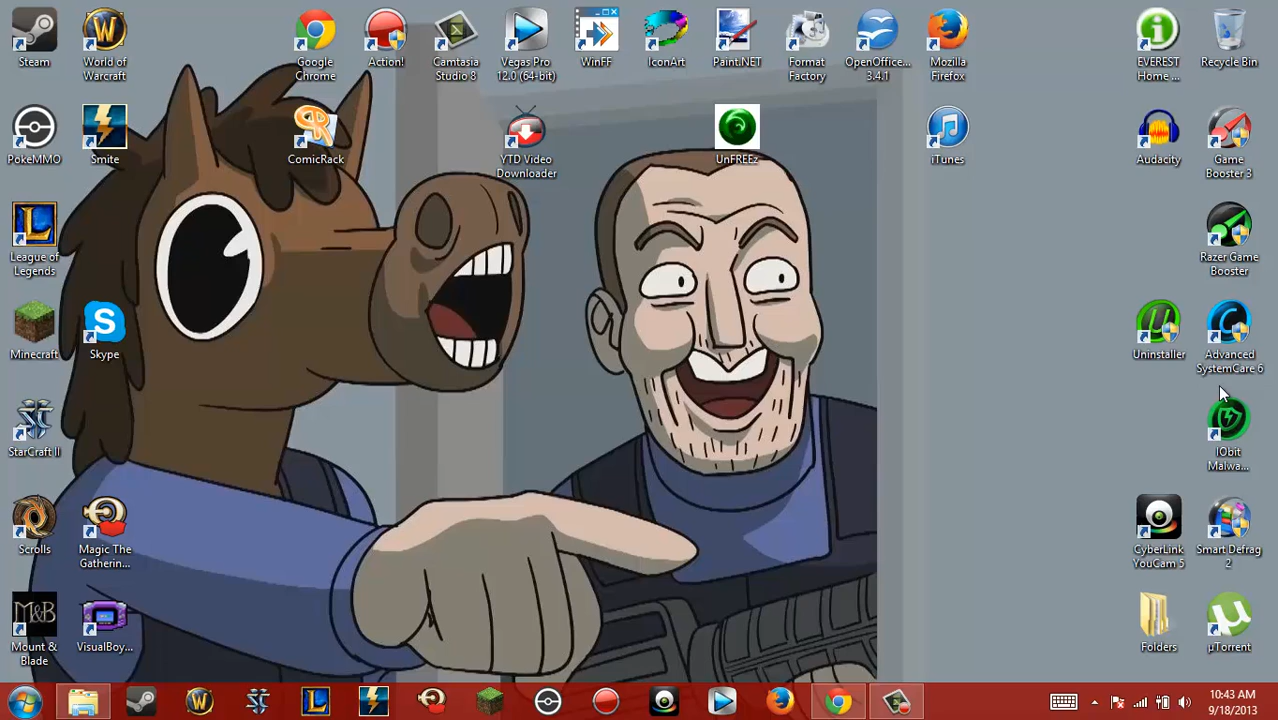 Steam
World of
Warcraft
Google
Chrome
Action!
Camtasia
Studio 8
Vegas Pro
12.0 (64-bit)
WinFF
IconArt
Paint.NET
Format
Factory
OpenOffice...
3.4.1
Mozilla
Firefox
EVEREST
Home ...
Recycle Bin
PokeMMO
Smite
ComicRack
YTD Video
Downloader
UnFREEz
iTunes
Audacity
Game
Booster 3
League of
Legends
Razer Game
Booster
Minecraft
Skype
Uninstaller
Advanced
SystemCare 6
StarCraft II
IObit
Malwa...
Scrolls
Magic The
Gatherin...
CyberLink
YouCam 5
Smart Defrag
2
M&B
Mount &
Blade
VisualBoy...
Folders
µTorrent
10:43 AM
9/18/2013